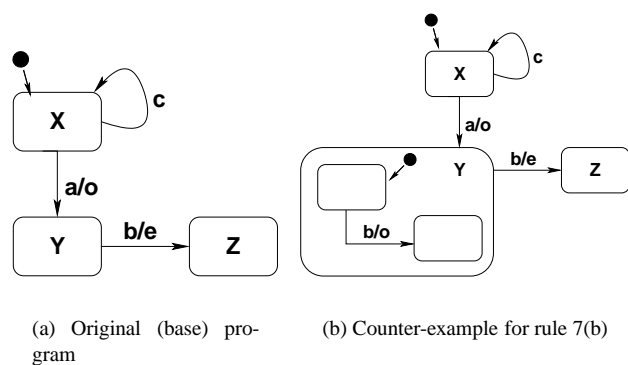 X
c
a/o
Y
b/e
Z
(a) Original (base) pro-
gram
X
c
a/o
Y
b/e
Z
b/o
(b) Counter-example for rule 7(b)